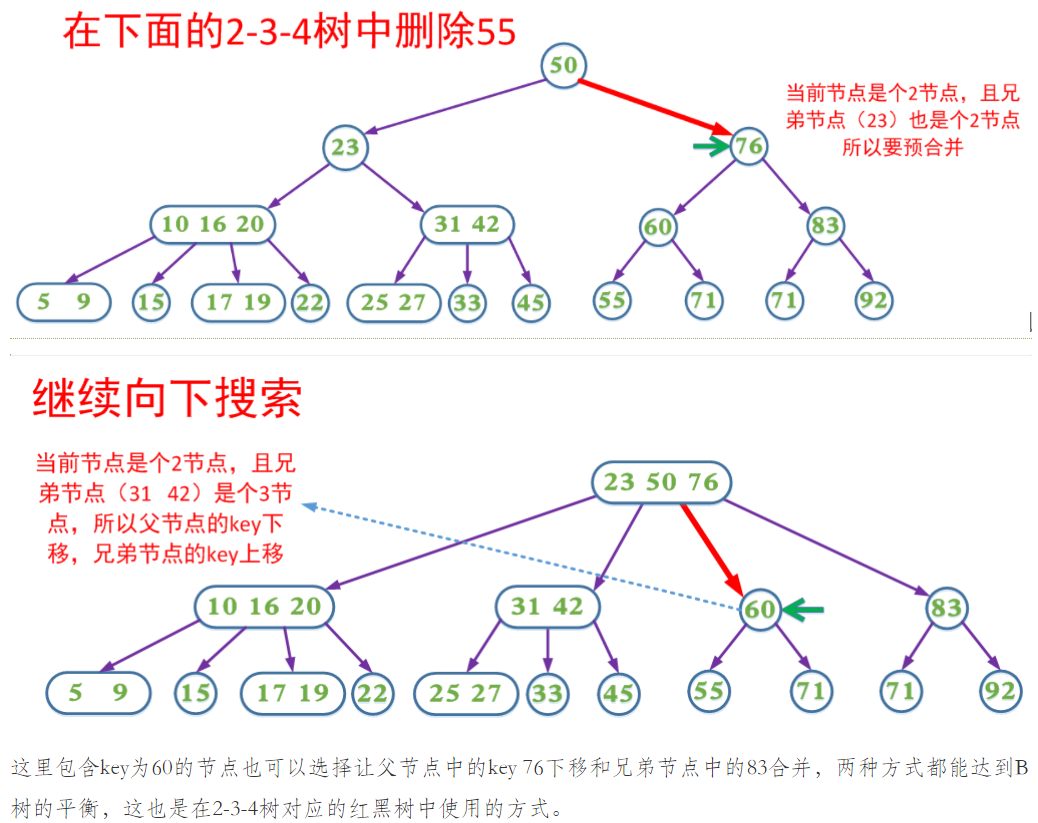 在下面的2-3-4树中删除55
50
当前节点是个2节点，且兄
弟节点（23）也是个2节点
所以要预合并
23
76
10 16 20
31 42
60
83
5 9
15
17 19
22
25 27
33
45
55
71
71
92
继续向下搜索
当前节点是个2节点，且兄
弟节点（31 42）是个3节
点，所以父节点的key下
移，兄弟节点的key上移
23 50 76
10 16 20
31 42
60
83
5 9
15
17 19
22
25 27
33
45
55
71
71
92
这里包含key为60的节点也可以选择让父节点中的key 76下移和兄弟节点中的83合并，两种方式都能达到B
树的平衡，这也是在2-3-4树对应的红黑树中使用的方式。